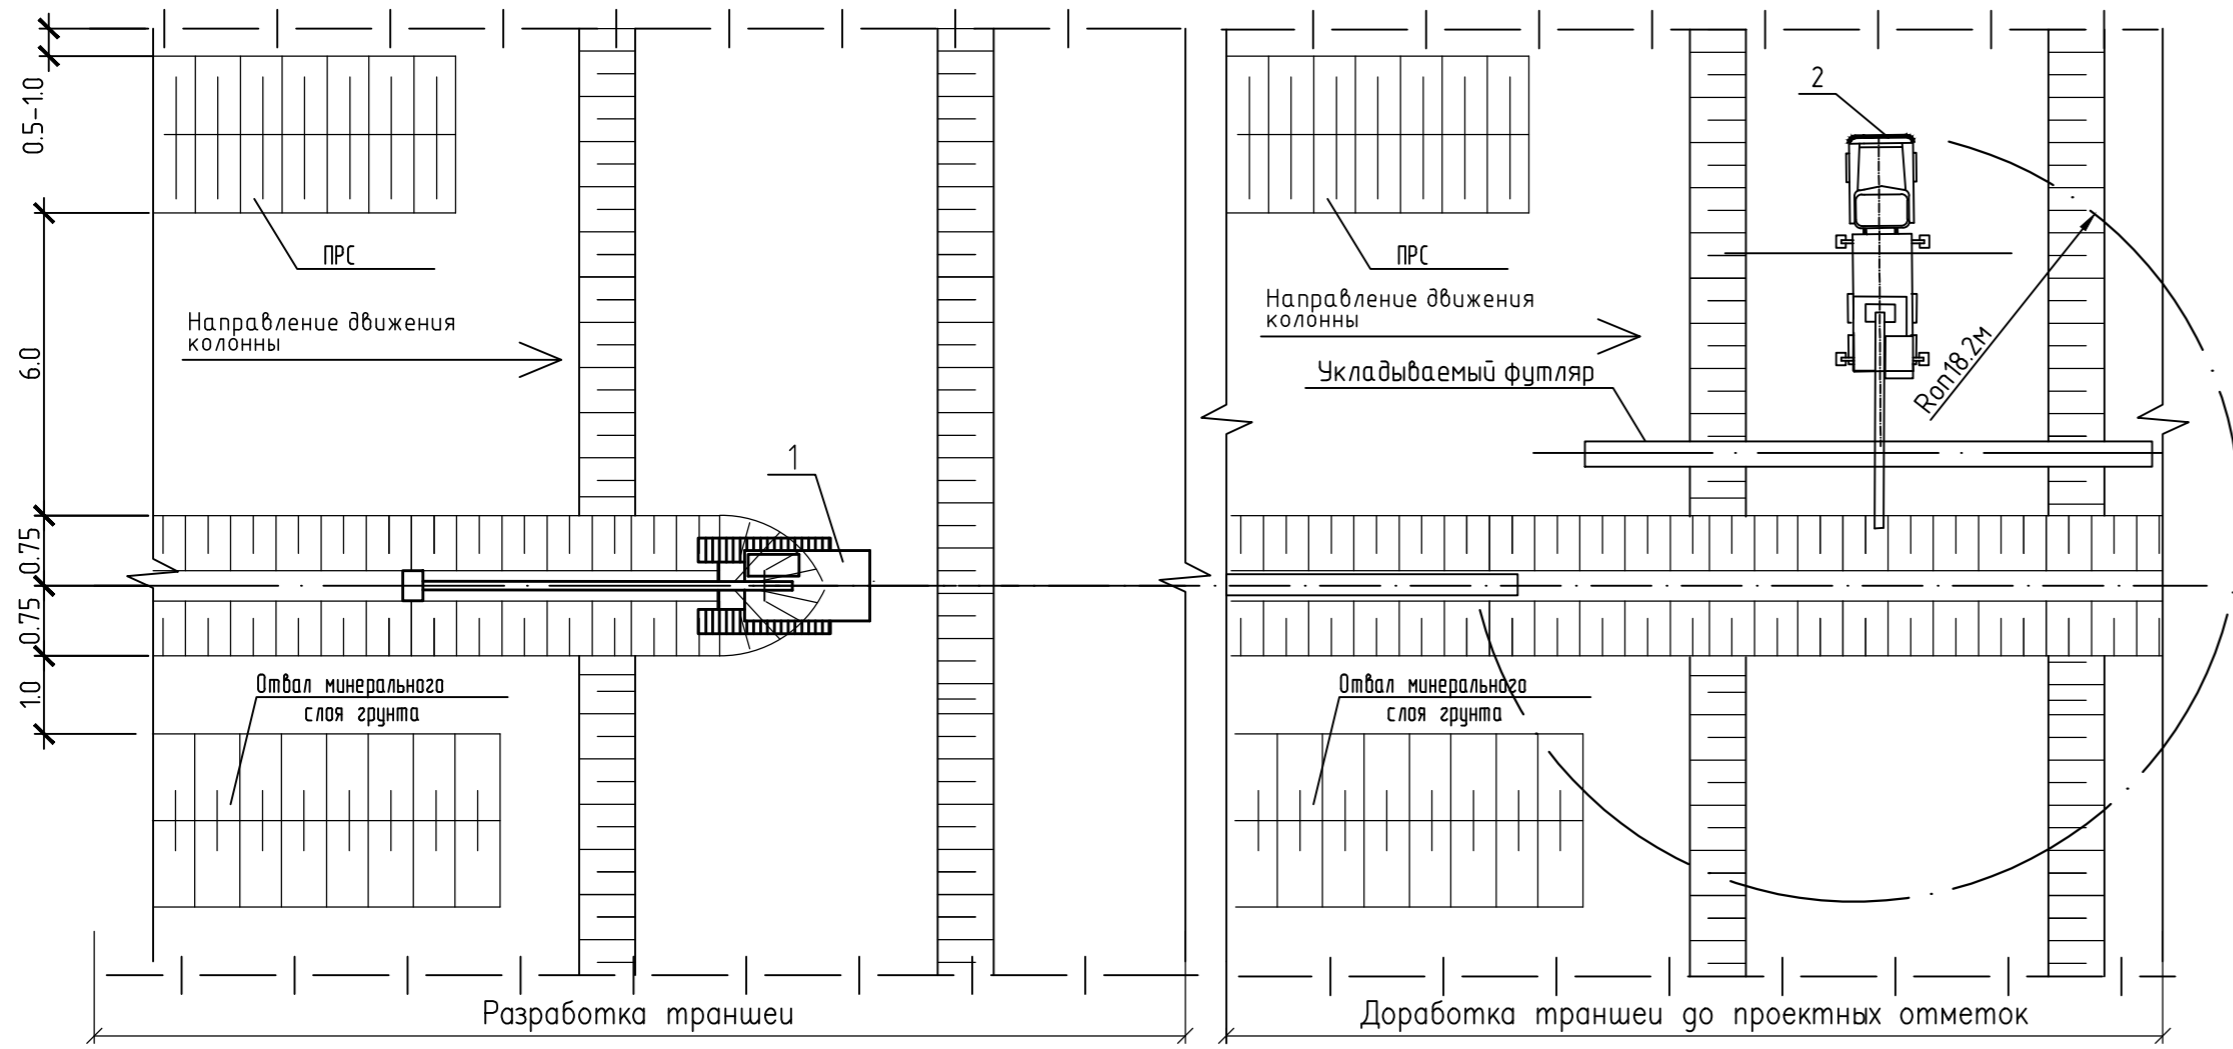 0.5-1.0
6.0
0.75
0.75
1.0
ПРС
Направление движения
колонны
1
Отвал минерального
слоя грунта
Разработка траншеи
2
ПРС
Направление движения
колонны
Укладываемый футляр
Rоп18.2м
Отвал минерального
слоя грунта
Доработка траншеи до проектных отметок